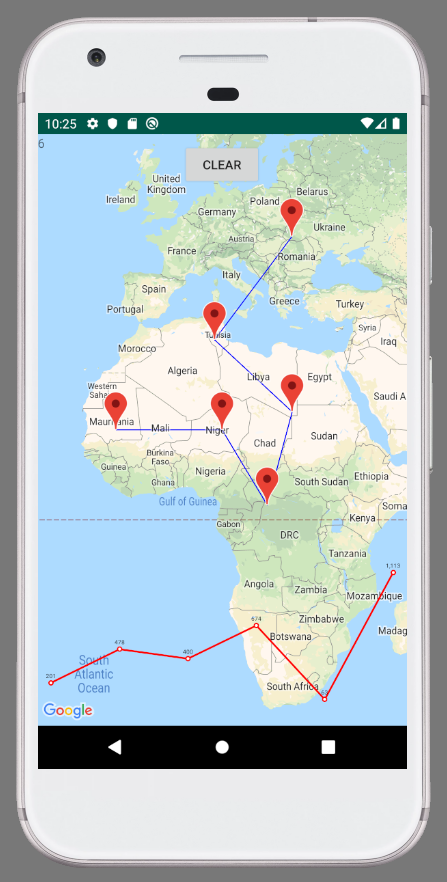 10:25
6
CLEAR
United
Kingdom
Ireland
Belarus
Poland
Germany
Ukraine
Austria
France
Romania
Italy
Spain
Portugal
Greece
Turkey
Tunisia
Syria
Iraq
Morocco
Algeria
Libya
Egypt
Western
Saha
Saudi A
Mauritania
Mali
Niger
Chad
Sudan
Burkina
Faso
Guinea
Ghana
Nigeria
South Sudan
Ethiopia
Gulf of Guinea
Soma
Gabon
Kenya
DRC
Tanzania
1,113
Angola
Zambia
Mozambique
Zimbabwe
674
Botswana
Madag
478
400
South
Atlantic
Ocean
201
South Africa
Google